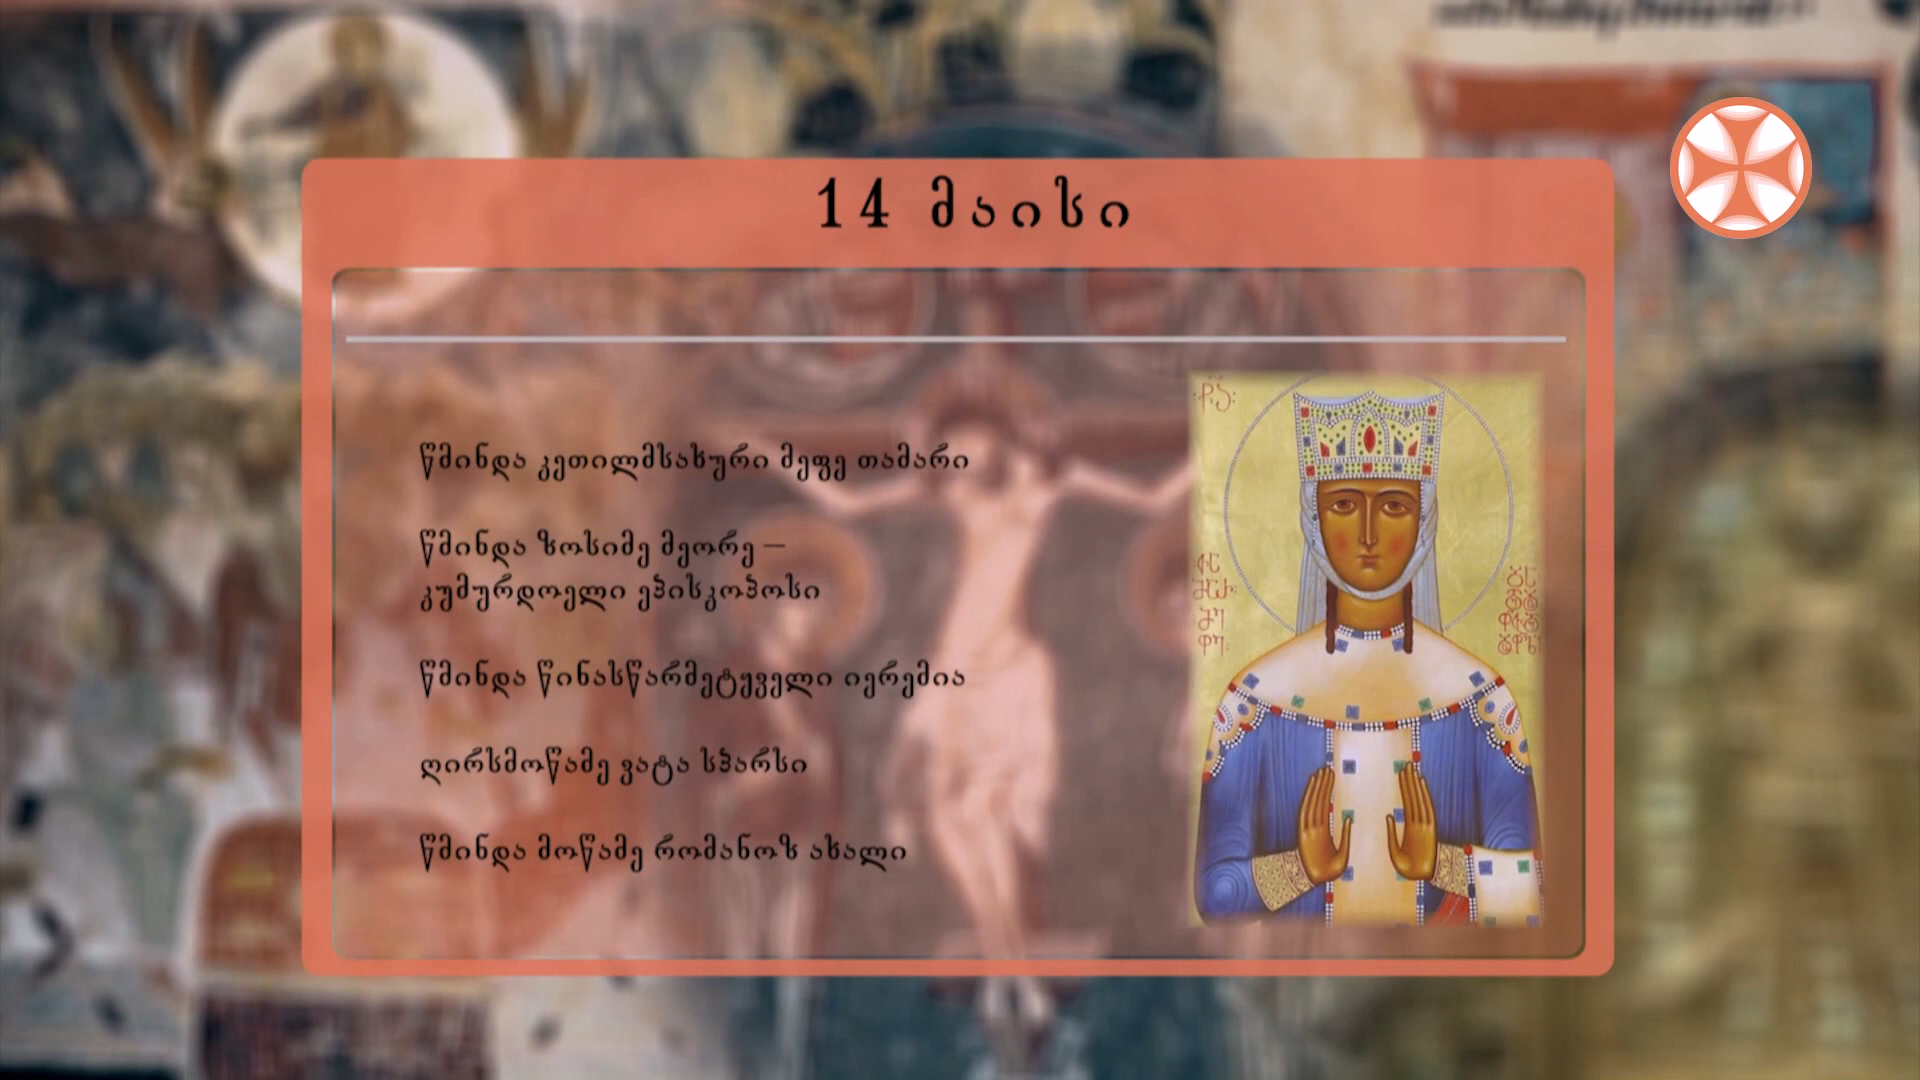 14 მაისი
წმინდა კეთილმსახური მეფე თამარი
წმინდა ზოსიმე მეორე –
კუმურდოელი ეპისკოპოსი
წმინდა წინასწარმეტყველი იერემია
ღირსმოწამე ვატა სპარსი
წმინდა მოწამე რომანოზ ახალი